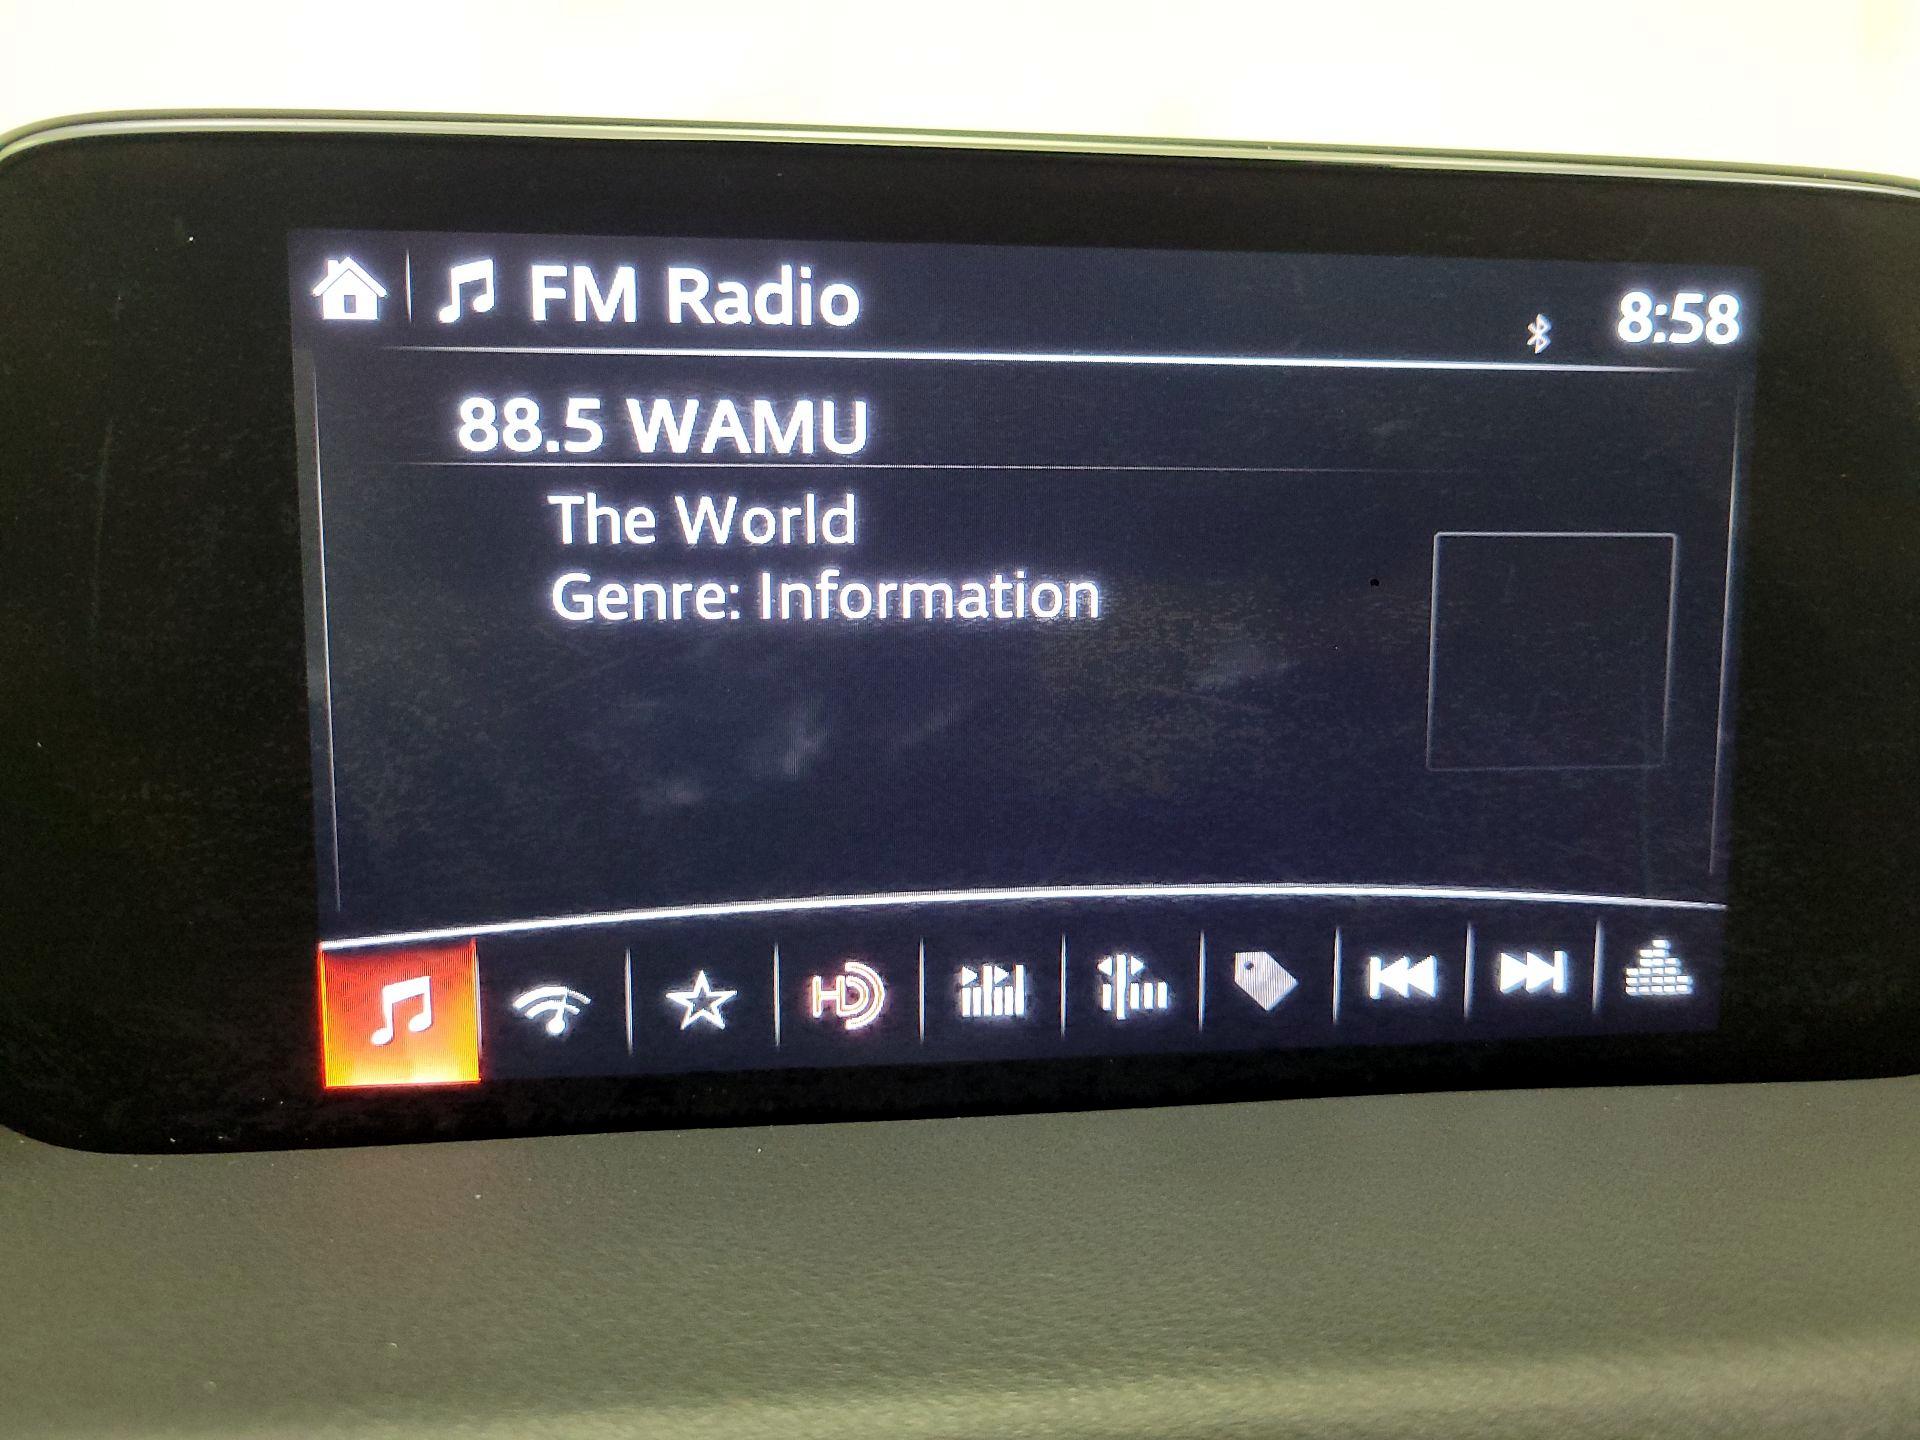 FM Radio
8:58
88.5 WAMU
The World
Genre: Information
HD